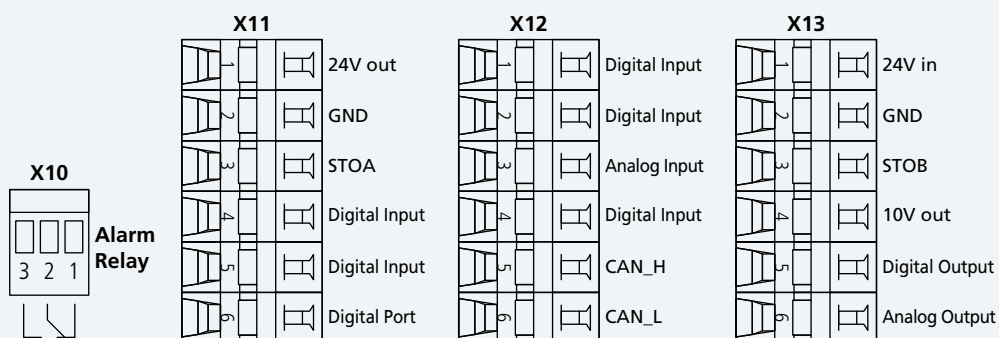 X11
1 24V out
2 GND
3 STOA
4 Digital Input
5 Digital Input
6 Digital Port
X12
1 Digital Input
2 Digital Input
3 Analog Input
4 Digital Input
5 CAN_H
6 CAN_L
X13
1 24V in
2 GND
3 STOB
4 10V out
5 Digital Output
6 Analog Output
X10
3 2 1
Alarm
Relay